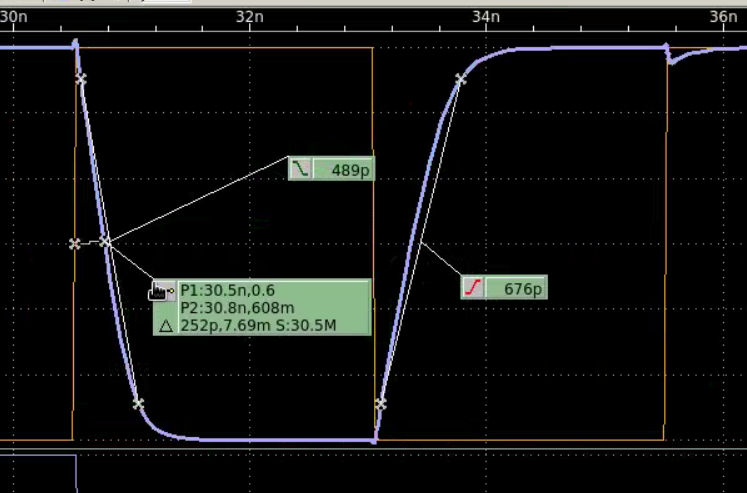 30n 32n 34n 36n
489p
P1:30.5n,0.6
P2:30.8n,608m
△ 252p,7.69m S:30.5M
676p